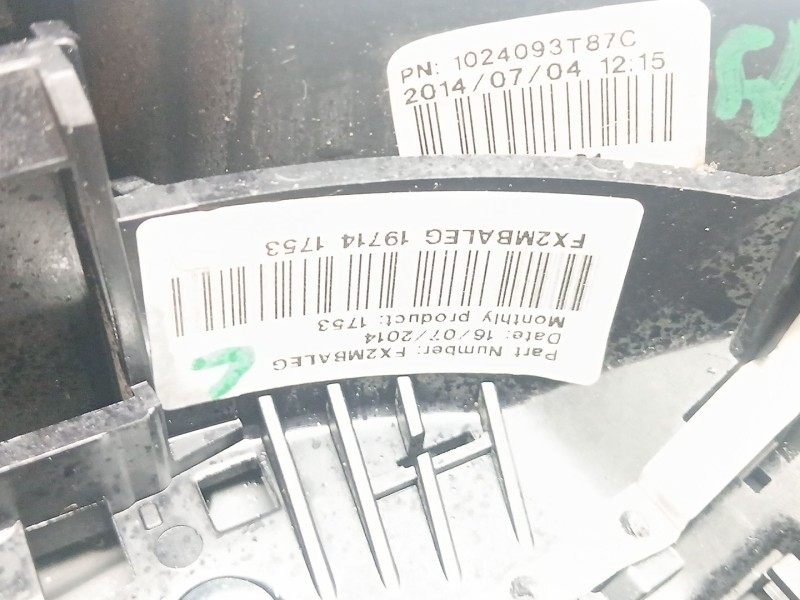 PN: 1024093T87C
2014/07/04 12:15
Part Number: FX2MBALEG
Date: 16/07/2014
Monthly product: 1753
FX2MBALEG 19714 1753